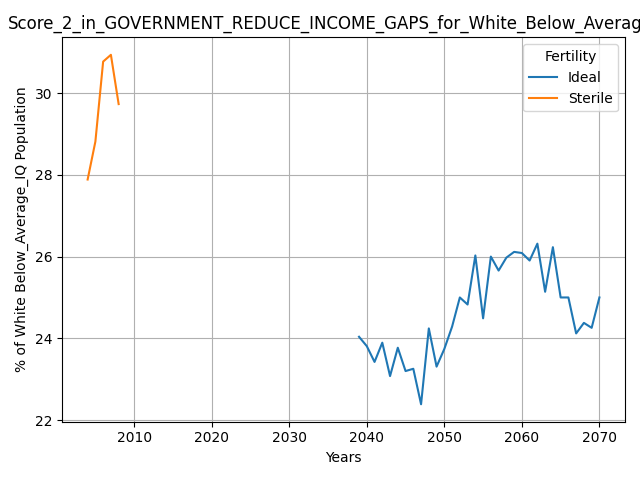 Score_2_in_GOVERNMENT_REDUCE_INCOME_GAPS_for_White_Below_Averag
Fertility
Ideal
Sterile
% of White Below_Average_IQ Population
30
28
26
24
22
2010 2020 2030 2040 2050 2060 2070
Years